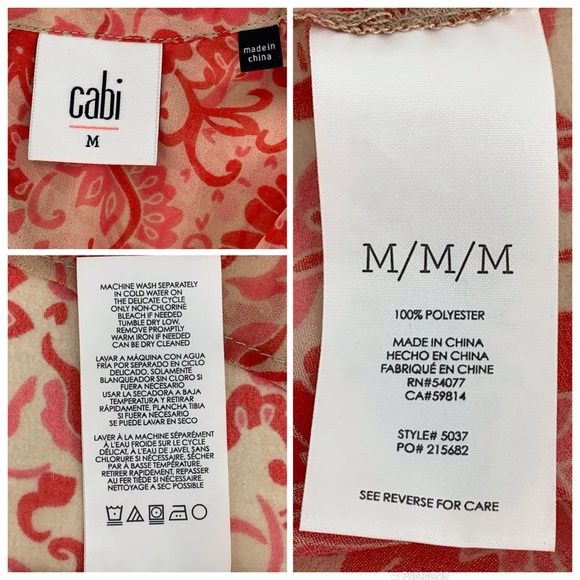 cabi
M
made in
china
MACHINE WASH SEPARATELY
IN COLD WATER ON
THE DELICATE CYCLE
ONLY NON-CHLORINE
BLEACH IF NEEDED
TUMBLE DRY LOW,
REMOVE PROMPTLY
WARM IRON IF NEEDED
CAN BE DRY CLEANED
LAVAR A MÁQUINA CON AGUA
FRÍA POR SEPARADO EN CICLO
DELICADO, SOLAMENTE
BLANQUEADOR SIN CLORO SI
FUERA NECESARIO
USAR LA SECADORA A BAJA
TEMPERATURA Y RETIRAR
RÁPIDAMENTE, PLANCHA TIBIA
SI FUERA NECESARIO
SE PUEDE LAVAR EN SECO
LAVER À LA MACHINE SÉPARÉMENT
À L'EAU FROIDE SUR LE CYCLE
DÉLICAT, À L'EAU DE JAVEL SANS
CHLORE SI NÉCESSAIRE, SÉCHER
PAR À BASSE TEMPÉRATURE,
RETIRER RAPIDEMENT, REPASSER
AU FER TIÈDE SI NÉCESSAIRE,
NETTOYAGE A SEC POSSIBLE
M/M/M
100% POLYESTER
MADE IN CHINA
HECHO EN CHINA
FABRIQUÉ EN CHINE
RN#54077
CA#59814
STYLE# 5037
PO# 215682
SEE REVERSE FOR CARE